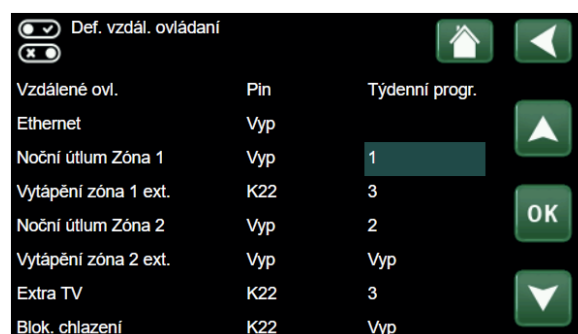 Def. vzdál. ovládaní
Vzdálené ovl. Pin Týdenní progr.
Ethernet Vyp
Noční útlum Zóna 1 Vyp 1
Vytápění zóna 1 ext. K22 3
Noční útlum Zóna 2 Vyp 2
Vytápění zóna 2 ext. Vyp Vyp
Extra TV K22 3
Blok. chlazení K22 Vyp
OK